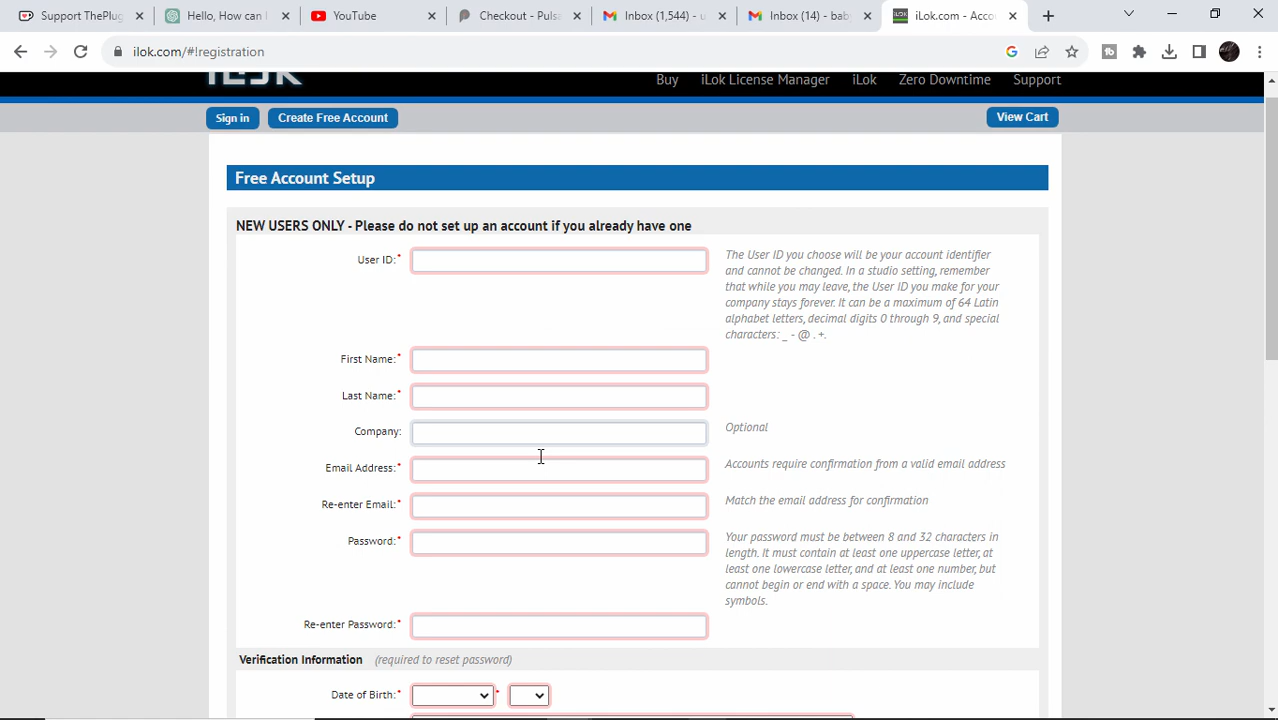 Support ThePlug
Hello, How can I
YouTube
Checkout - Pulsa
Inbox (1,544) - u
Inbox (14) - bab
iLok.com - Acco
ilok.com/#!registration
iLOK
Buy
iLok License Manager
iLok
Zero Downtime
Support
Sign in
Create Free Account
View Cart
Free Account Setup
NEW USERS ONLY - Please do not set up an account if you already have one
User ID:*
The User ID you choose will be your account identifier
and cannot be changed. In a studio setting, remember
that while you may leave, the User ID you make for your
company stays forever. It can be a maximum of 64 Latin
alphabet letters, decimal digits 0 through 9, and special
characters: _ - @ . +.
First Name:*
Last Name:*
Company:
Optional
Email Address:*
Accounts require confirmation from a valid email address
Re-enter Email:*
Match the email address for confirmation
Password:*
Your password must be between 8 and 32 characters in
length. It must contain at least one uppercase letter, at
least one lowercase letter, and at least one number, but
cannot begin or end with a space. You may include
symbols.
Re-enter Password:*
Verification Information (required to reset password)
Date of Birth:* *